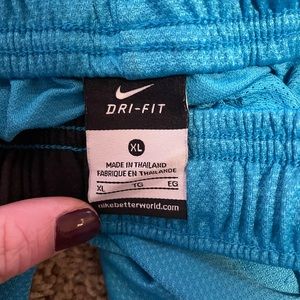 DRI-FIT
XL
MADE IN THAILAND
FABRIQUE EN THAILANDE
XL TG EG
nikebetterworld.com